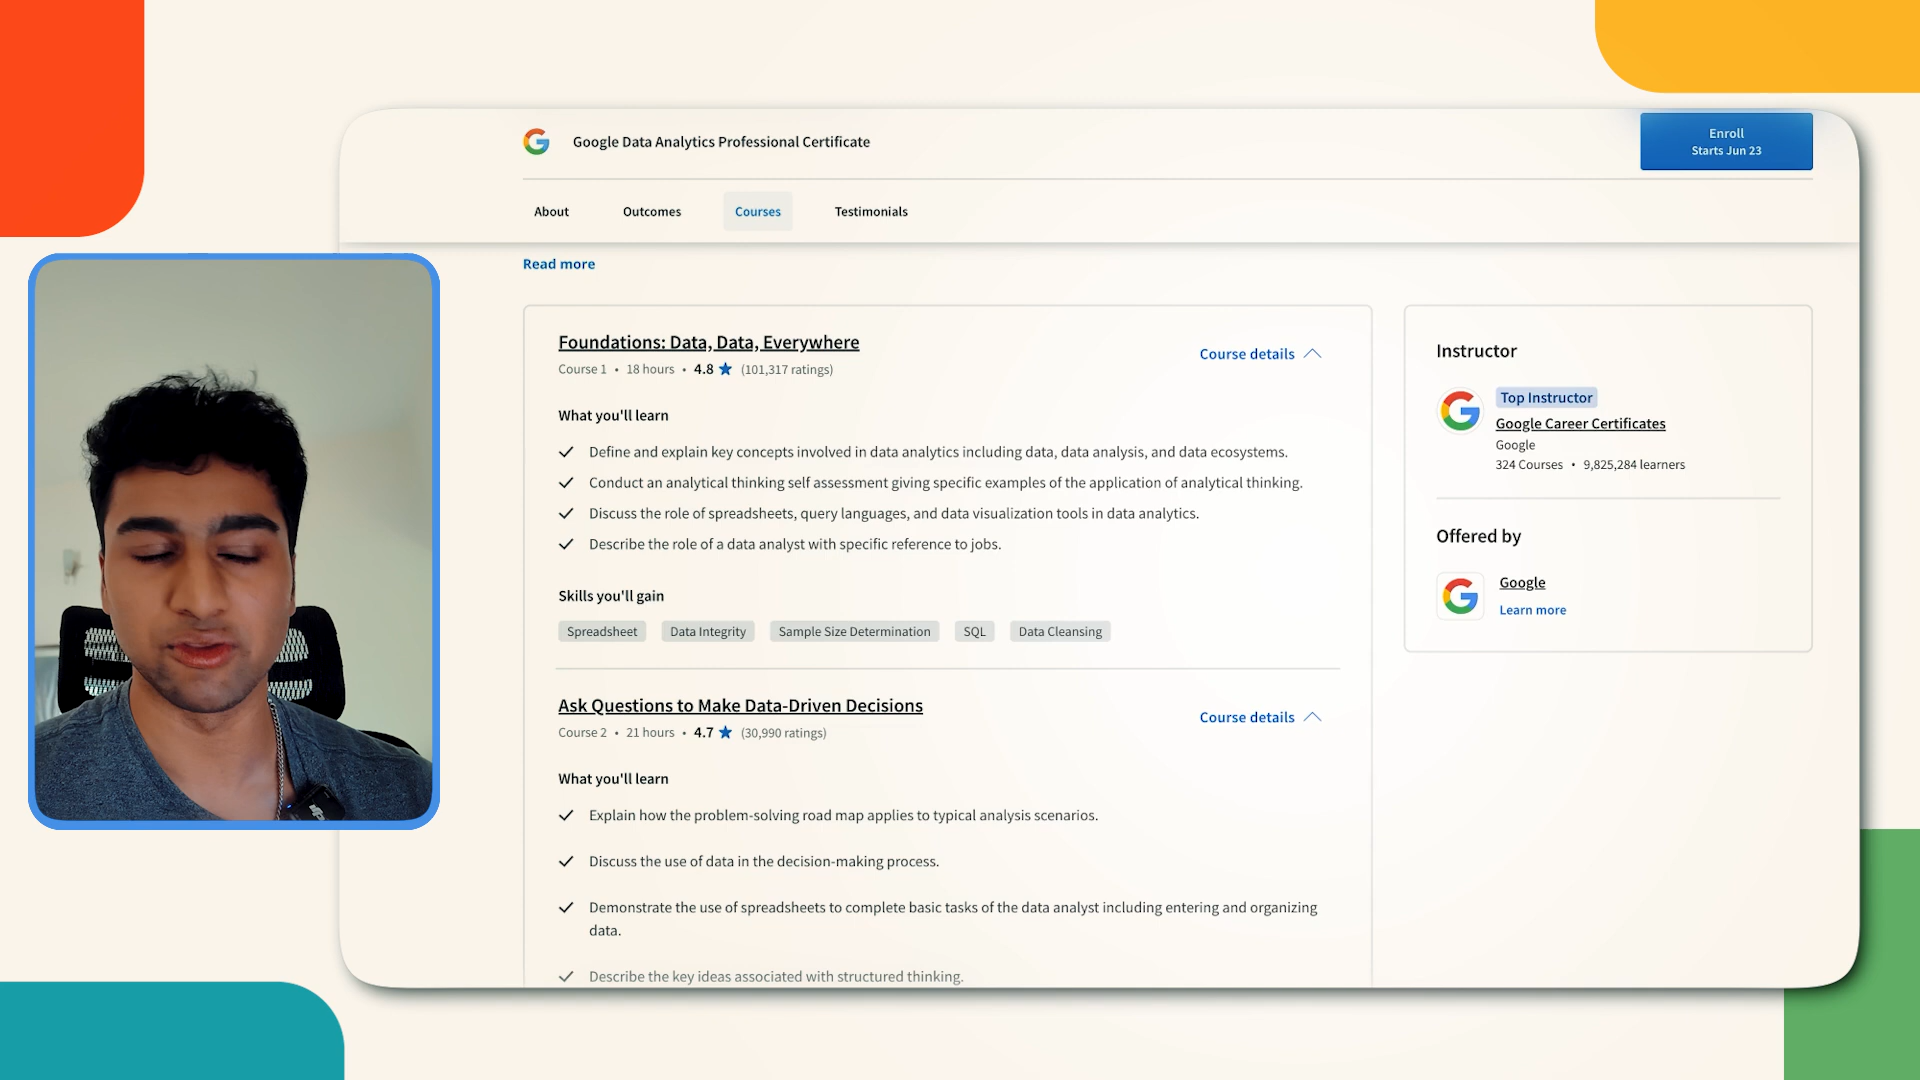 Google Data Analytics Professional Certificate
Enroll
Starts Jun 23
About
Outcomes
Courses
Testimonials
Read more
Foundations: Data, Data, Everywhere
Course details
Course 1 • 18 hours • 4.8 ★ (101,317 ratings)
What you'll learn
Define and explain key concepts involved in data analytics including data, data analysis, and data ecosystems.
Conduct an analytical thinking self assessment giving specific examples of the application of analytical thinking.
Discuss the role of spreadsheets, query languages, and data visualization tools in data analytics.
Describe the role of a data analyst with specific reference to jobs.
Skills you'll gain
Spreadsheet
Data Integrity
Sample Size Determination
SQL
Data Cleansing
Ask Questions to Make Data-Driven Decisions
Course details
Course 2 • 21 hours • 4.7 ★ (30,990 ratings)
What you'll learn
Explain how the problem-solving road map applies to typical analysis scenarios.
Discuss the use of data in the decision-making process.
Demonstrate the use of spreadsheets to complete basic tasks of the data analyst including entering and organizing
data.
Describe the key ideas associated with structured thinking.
Instructor
Top Instructor
Google Career Certificates
Google
324 Courses • 9,825,284 learners
Offered by
Google
Learn more